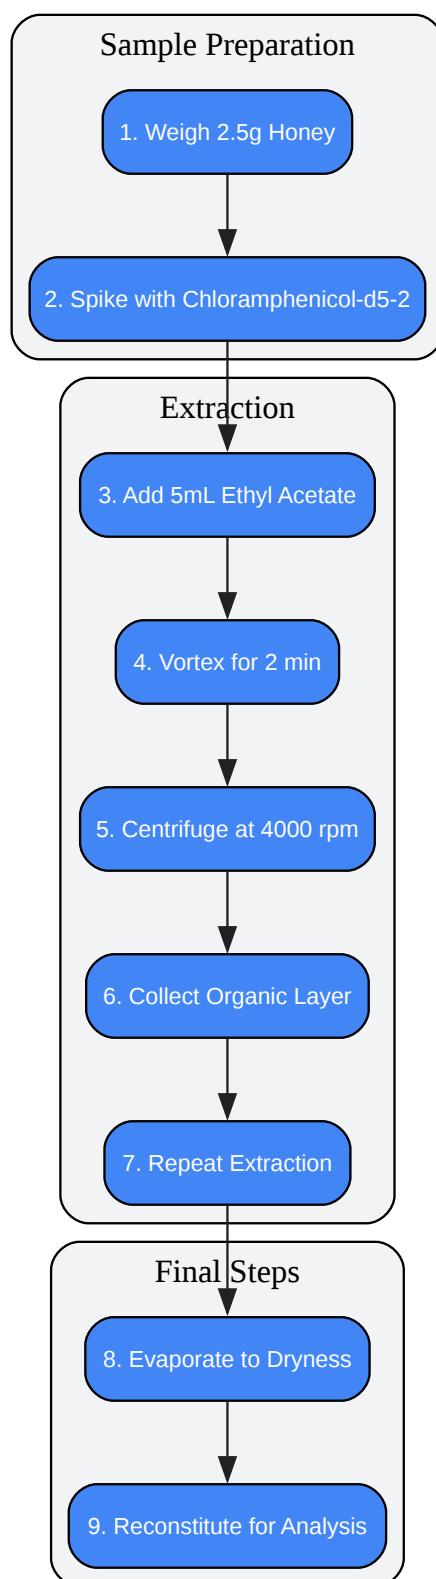 Sample Preparation
1. Weigh 2.5g Honey
2. Spike with Chloramphenicol-d5-2
Extraction
3. Add 5mL Ethyl Acetate
4. Vortex for 2 min
5. Centrifuge at 4000 rpm
6. Collect Organic Layer
7. Repeat Extraction
Final Steps
8. Evaporate to Dryness
9. Reconstitute for Analysis